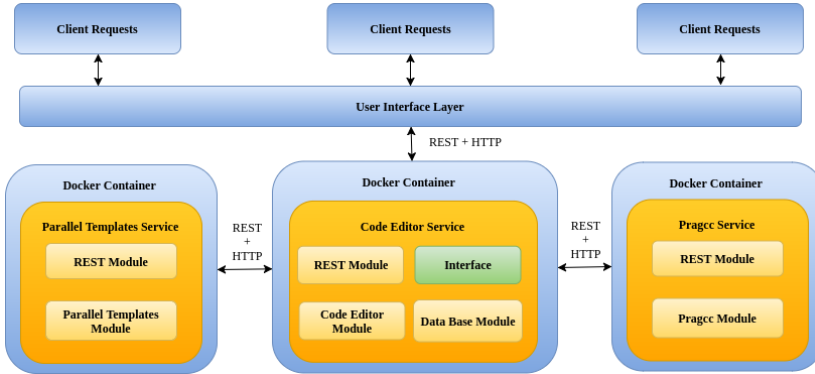 Client Requests
Client Requests
Client Requests
User Interface Layer
REST + HTTP
Docker Container
Parallel Templates Service
REST Module
Parallel Templates
Module
REST
+
HTTP
Docker Container
Code Editor Service
REST Module
Interface
Code Editor
Module
Data Base Module
REST
+
HTTP
Docker Container
Pragcc Service
REST Module
Pragcc Module